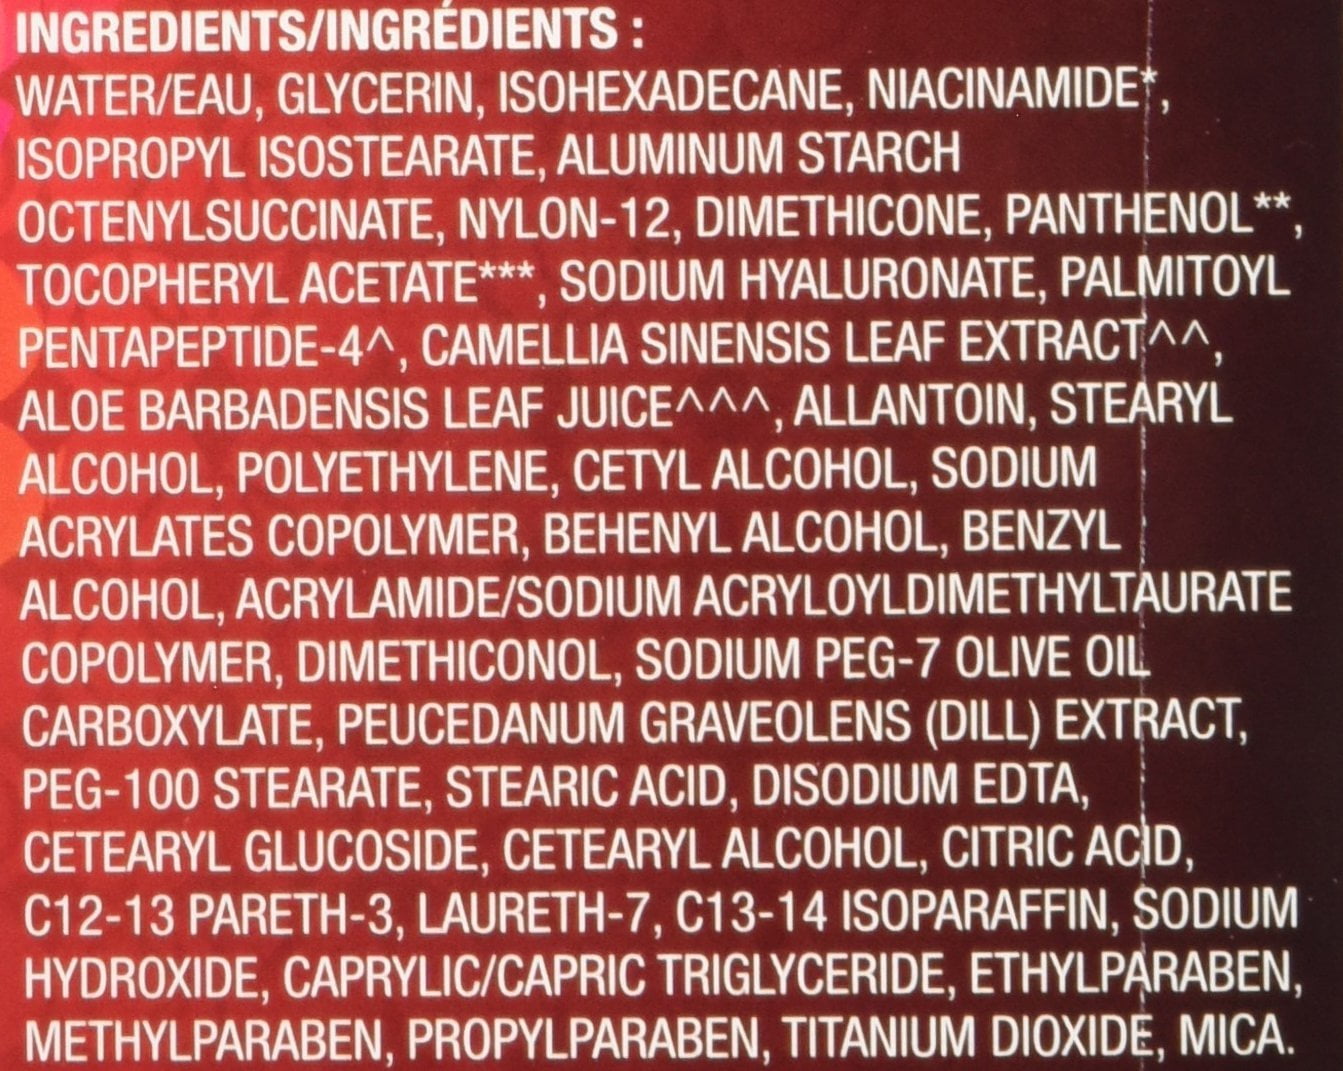 INGREDIENTS/INGRÉDIENTS :
WATER/EAU, GLYCERIN, ISOHEXADECANE, NIACINAMIDE*,
ISOPROPYL ISOSTEARATE, ALUMINUM STARCH
OCTENYLSUCCINATE, NYLON-12, DIMETHICONE, PANTHENOL**,
TOCOPHERYL ACETATE***, SODIUM HYALURONATE, PALMITOYL
PENTAPEPTIDE-4^, CAMELLIA SINENSIS LEAF EXTRACT^^,
ALOE BARBADENSIS LEAF JUICE^^^, ALLANTOIN, STEARYL
ALCOHOL, POLYETHYLENE, CETYL ALCOHOL, SODIUM
ACRYLATES COPOLYMER, BEHENYL ALCOHOL, BENZYL
ALCOHOL, ACRYLAMIDE/SODIUM ACRYLOYLDIMETHYLTAURATE
COPOLYMER, DIMETHICONOL, SODIUM PEG-7 OLIVE OIL
CARBOXYLATE, PEUCEDANUM GRAVEOLENS (DILL) EXTRACT,
PEG-100 STEARATE, STEARIC ACID, DISODIUM EDTA,
CETEARYL GLUCOSIDE, CETEARYL ALCOHOL, CITRIC ACID,
C12-13 PARETH-3, LAURETH-7, C13-14 ISOPARAFFIN, SODIUM
HYDROXIDE, CAPRYLIC/CAPRIC TRIGLYCERIDE, ETHYLPARABEN,
METHYLPARABEN, PROPYLPARABEN, TITANIUM DIOXIDE, MICA.